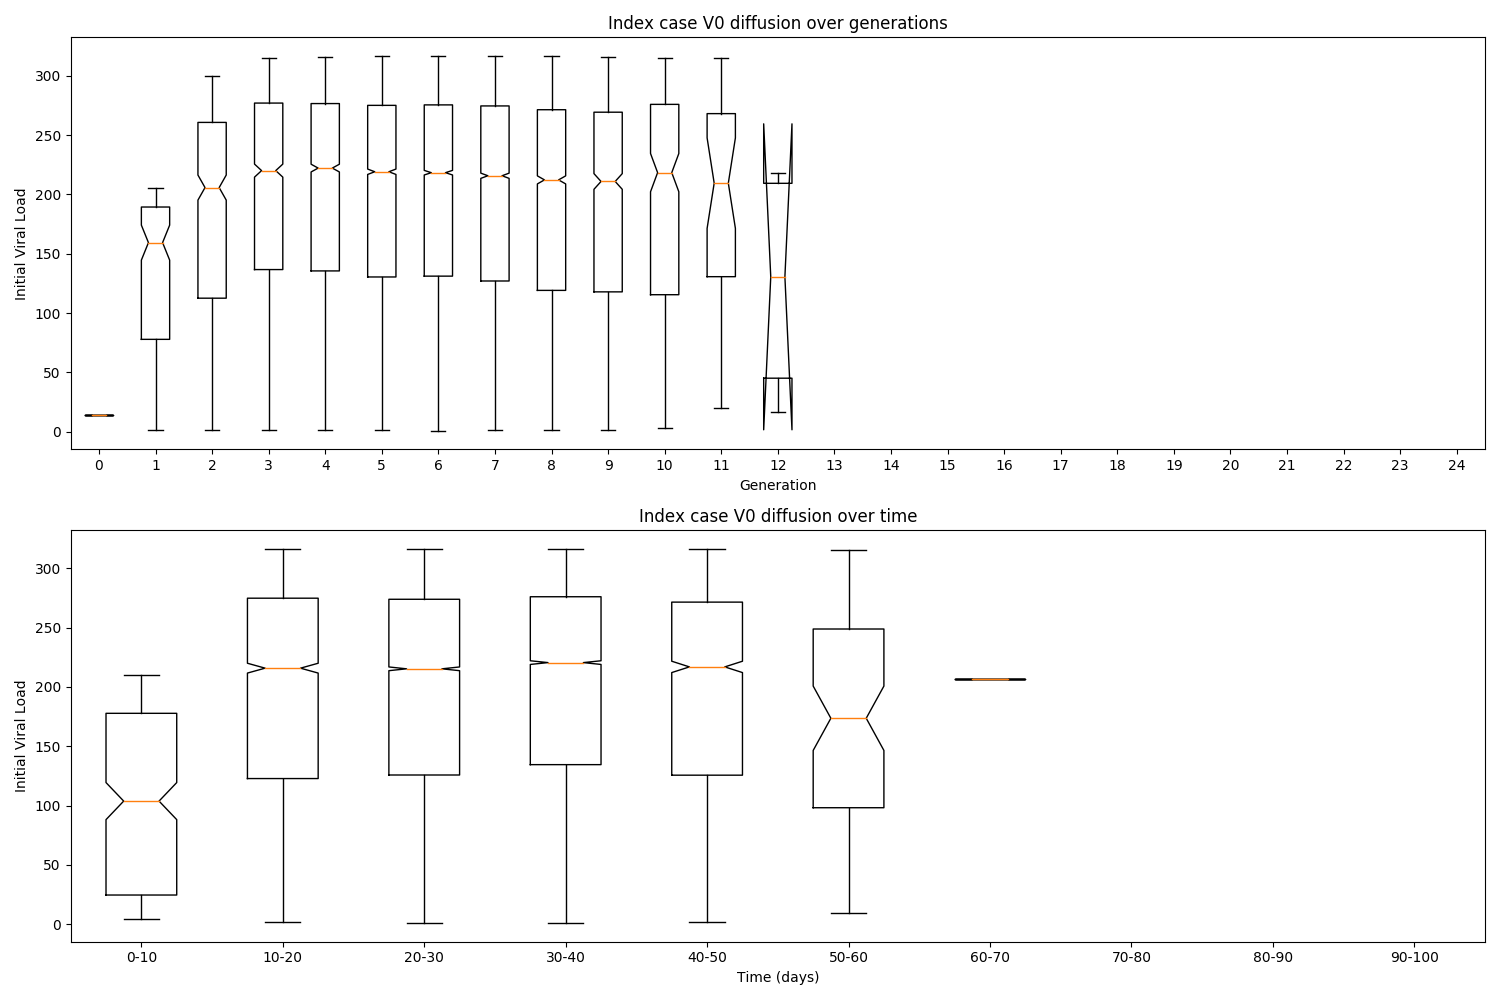 Index case V0 diffusion over generations
Initial Viral Load
300
250
200
150
100
50
0
0 1 2 3 4 5 6 7 8 9 10 11 12 13 14 15 16 17 18 19 20 21 22 23 24
Generation
Index case V0 diffusion over time
Initial Viral Load
300
250
200
150
100
50
0
0-10 10-20 20-30 30-40 40-50 50-60 60-70 70-80 80-90 90-100
Time (days)